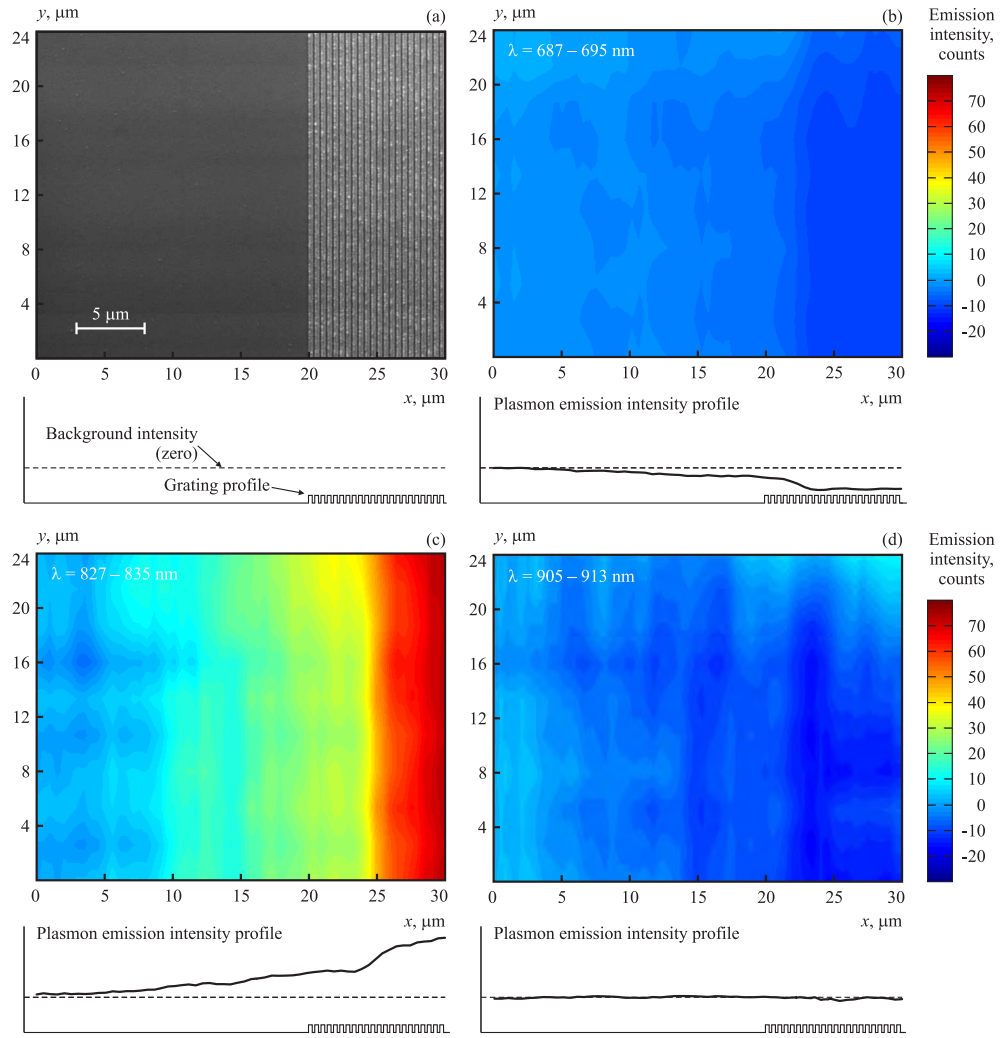 y, μm
(a)
24
20
16
12
8
4
5 μm
0 5 10 15 20 25 30
x, μm
Background intensity
(zero)
Grating profile
y, μm
(b)
λ = 687 – 695 nm
24
20
16
12
8
4
0 5 10 15 20 25 30
x, μm
Plasmon emission intensity profile
Emission
intensity,
counts
70
60
50
40
30
20
10
0
-10
-20
y, μm
(c)
λ = 827 – 835 nm
24
20
16
12
8
4
0 5 10 15 20 25 30
x, μm
Plasmon emission intensity profile
y, μm
(d)
λ = 905 – 913 nm
24
20
16
12
8
4
0 5 10 15 20 25 30
x, μm
Plasmon emission intensity profile
Emission
intensity,
counts
70
60
50
40
30
20
10
0
-10
-20